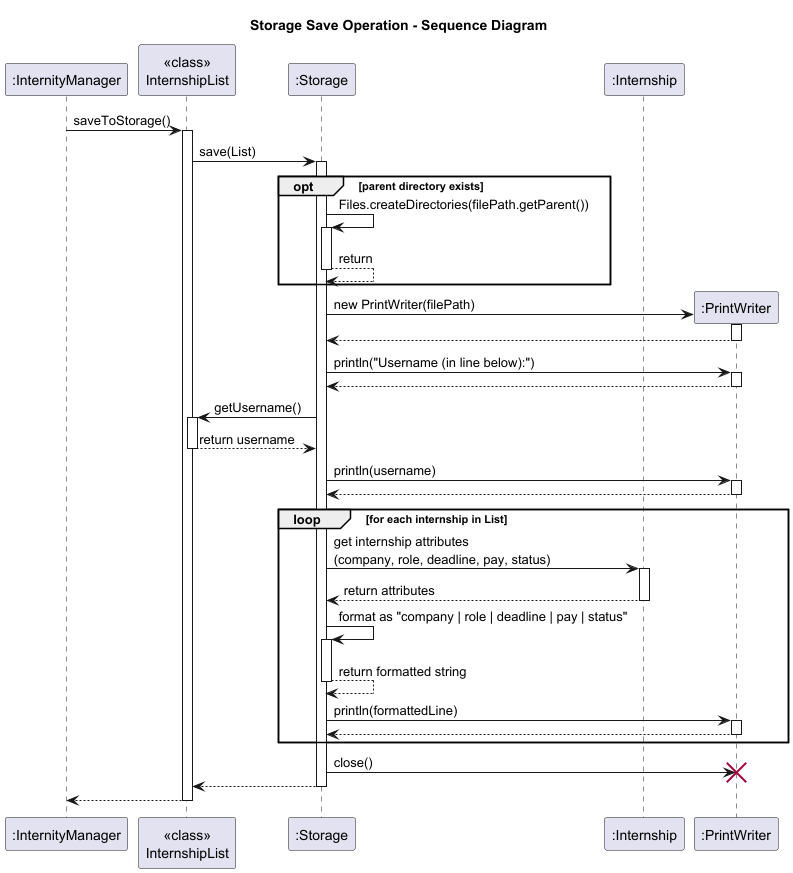 Storage Save Operation - Sequence Diagram
:InternityManager
«class»
InternshipList
:Storage
:Internship
saveToStorage()
save(List)
opt
[parent directory exists]
Files.createDirectories(filePath.getParent())
return
new PrintWriter(filePath)
:PrintWriter
println("Username (in line below):")
getUsername()
return username
println(username)
loop
[for each internship in List]
get internship attributes
(company, role, deadline, pay, status)
return attributes
format as "company | role | deadline | pay | status"
return formatted string
println(formattedLine)
close()
:InternityManager
«class»
InternshipList
:Storage
:Internship
:PrintWriter